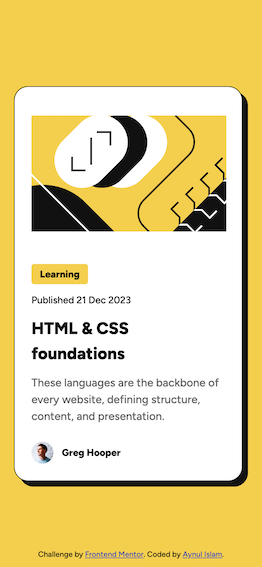 Learning
Published 21 Dec 2023
HTML & CSS
foundations
These languages are the backbone of
every website, defining structure,
content, and presentation.
Greg Hooper
Challenge by Frontend Mentor. Coded by Aynul Islam.